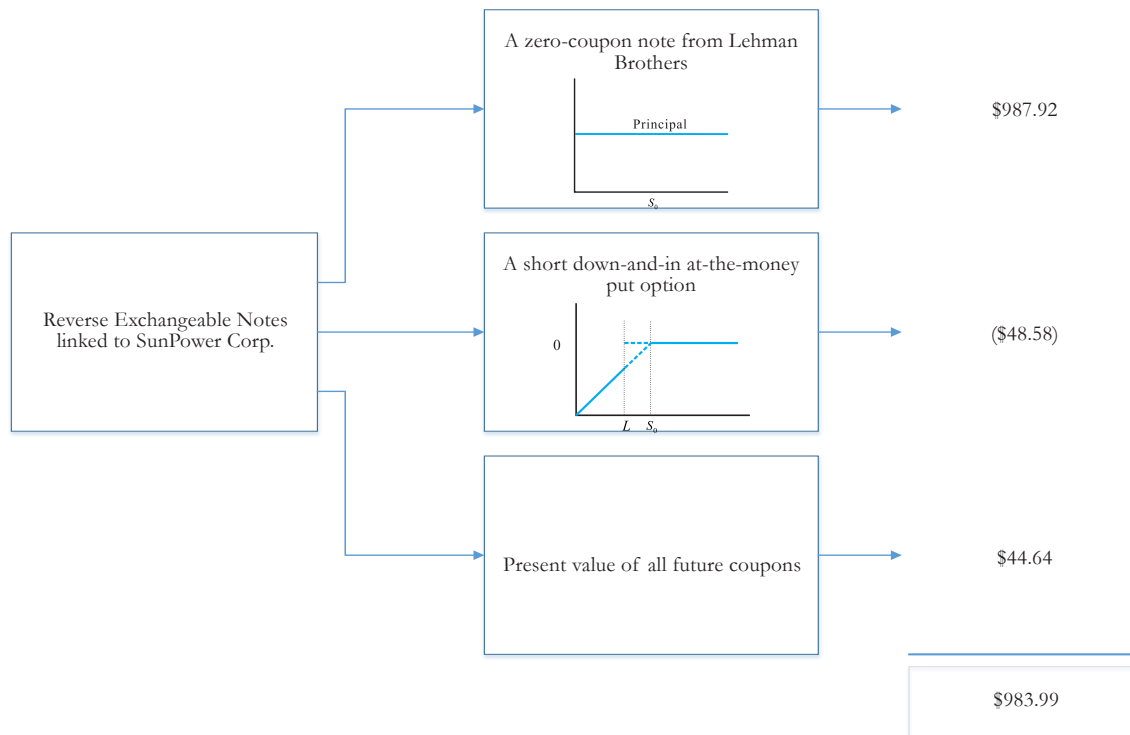 A zero-coupon note from Lehman
Brothers
Principal
S₀
$987.92
Reverse Exchangeable Notes
linked to SunPower Corp.
A short down-and-in at-the-money
put option
0
L S₀
($48.58)
Present value of all future coupons
$44.64
$983.99